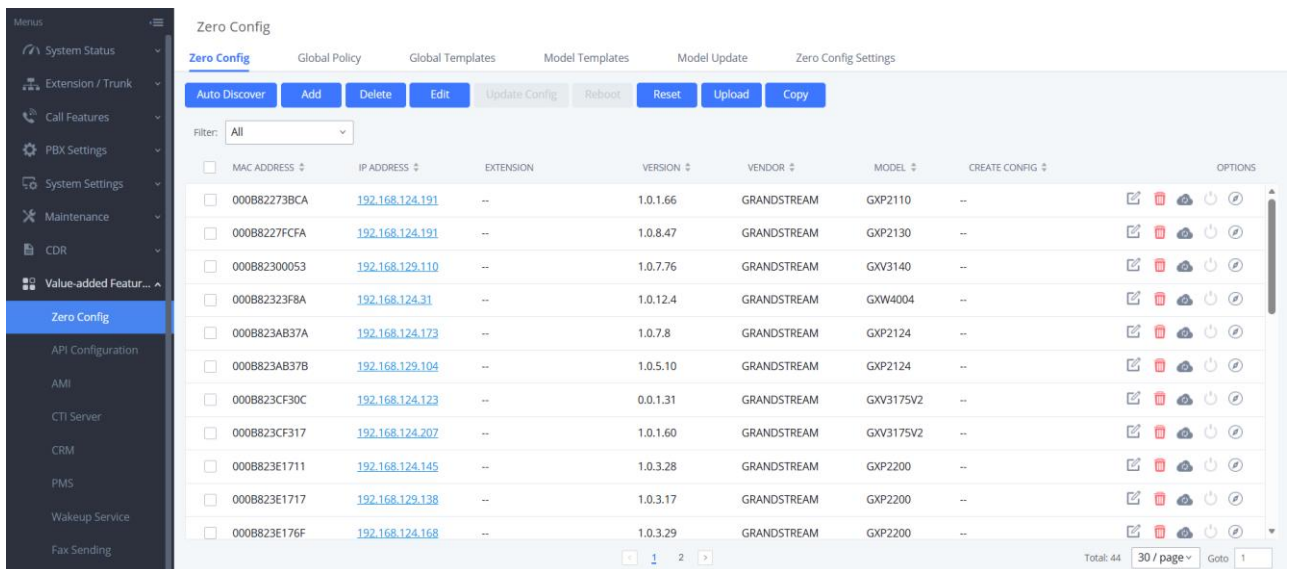 Menus
System Status
Extension / Trunk
Call Features
PBX Settings
System Settings
Maintenance
CDR
Value-added Featur...
Zero Config
API Configuration
AMI
CTI Server
CRM
PMS
Wakeup Service
Fax Sending
Zero Config
Zero Config Global Policy Global Templates Model Templates Model Update Zero Config Settings
Auto Discover Add Delete Edit Update Config Reboot Reset Upload Copy
Filter: All
MAC ADDRESS IP ADDRESS EXTENSION VERSION VENDOR MODEL CREATE CONFIG OPTIONS
000B82273BCA 192.168.124.191 -- 1.0.1.66 GRANDSTREAM GXP2110 --
000B8227FCFA 192.168.124.191 -- 1.0.8.47 GRANDSTREAM GXP2130 --
000B82300053 192.168.129.110 -- 1.0.7.76 GRANDSTREAM GXV3140 --
000B82323F8A 192.168.124.31 -- 1.0.12.4 GRANDSTREAM GXW4004 --
000B823AB37A 192.168.124.173 -- 1.0.7.8 GRANDSTREAM GXP2124 --
000B823AB37B 192.168.129.104 -- 1.0.5.10 GRANDSTREAM GXP2124 --
000B823CF30C 192.168.124.123 -- 0.0.1.31 GRANDSTREAM GXV3175V2 --
000B823CF317 192.168.124.207 -- 1.0.1.60 GRANDSTREAM GXV3175V2 --
000B823E1711 192.168.124.145 -- 1.0.3.28 GRANDSTREAM GXP2200 --
000B823E1717 192.168.129.138 -- 1.0.3.17 GRANDSTREAM GXP2200 --
000B823E176F 192.168.124.168 -- 1.0.3.29 GRANDSTREAM GXP2200 --
< 1 2 > Total: 44 30 / page Goto 1